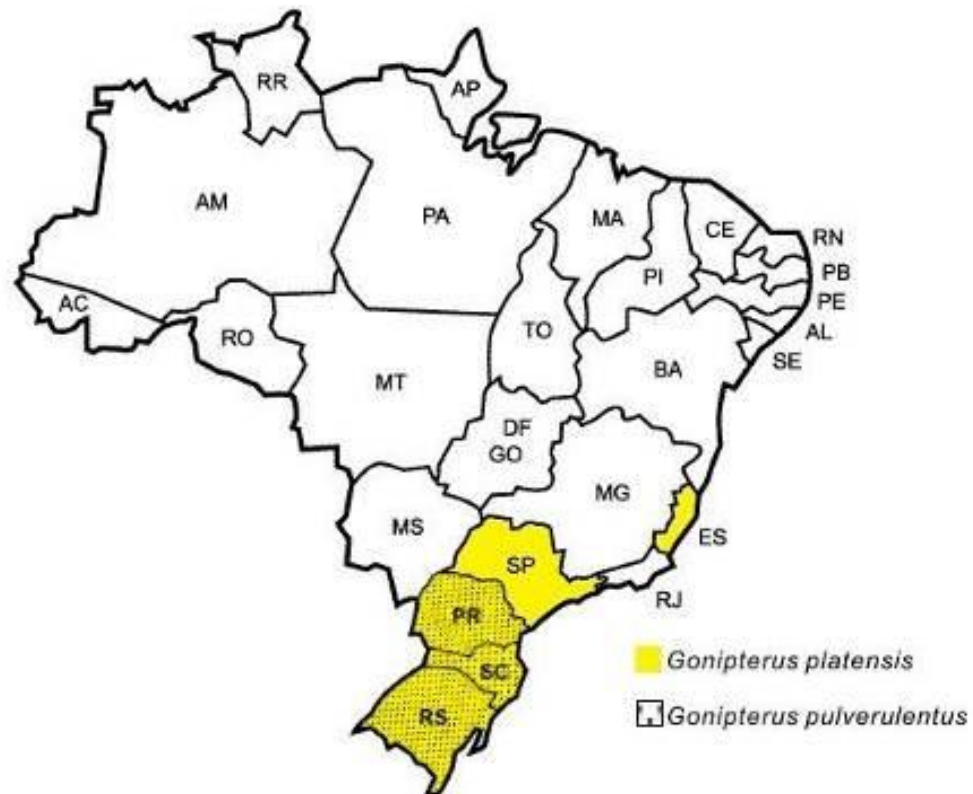 RR
AP
AM
PA
MA
CE
RN
PI
PB
PE
AC
AL
TO
RO
SE
BA
MT
DF
GO
MG
MS
ES
SP
RJ
PR
Gonipterus platensis
SC
RS
Gonipterus pulverulentus